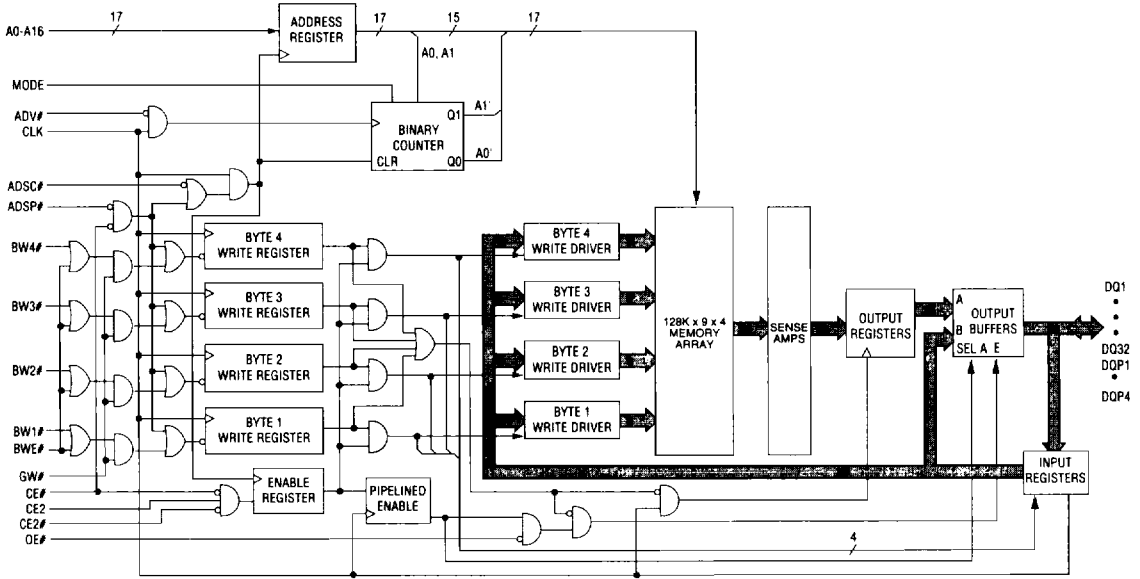 17
15
17
17
A0-A16
ADDRESS
REGISTER
A0, A1
MODE
ADV#
CLK
BINARY
COUNTER
CLR
Q1
Q0
A1'
A0'
ADSC#
ADSP#
BW4#
BW3#
BW2#
BW1#
BWE#
GW#
CE#
CE2
CE2#
OE#
BYTE 4
WRITE REGISTER
BYTE 3
WRITE REGISTER
BYTE 2
WRITE REGISTER
BYTE 1
WRITE REGISTER
ENABLE
REGISTER
PIPELINED
ENABLE
BYTE 4
WRITE DRIVER
BYTE 3
WRITE DRIVER
BYTE 2
WRITE DRIVER
BYTE 1
WRITE DRIVER
128K x 9 x 4
MEMORY
ARRAY
SENSE
AMPS
OUTPUT
REGISTERS
A
OUTPUT
B BUFFERS
SEL A E
DQ1
DQ32
DQP1
DQP4
INPUT
REGISTERS
4